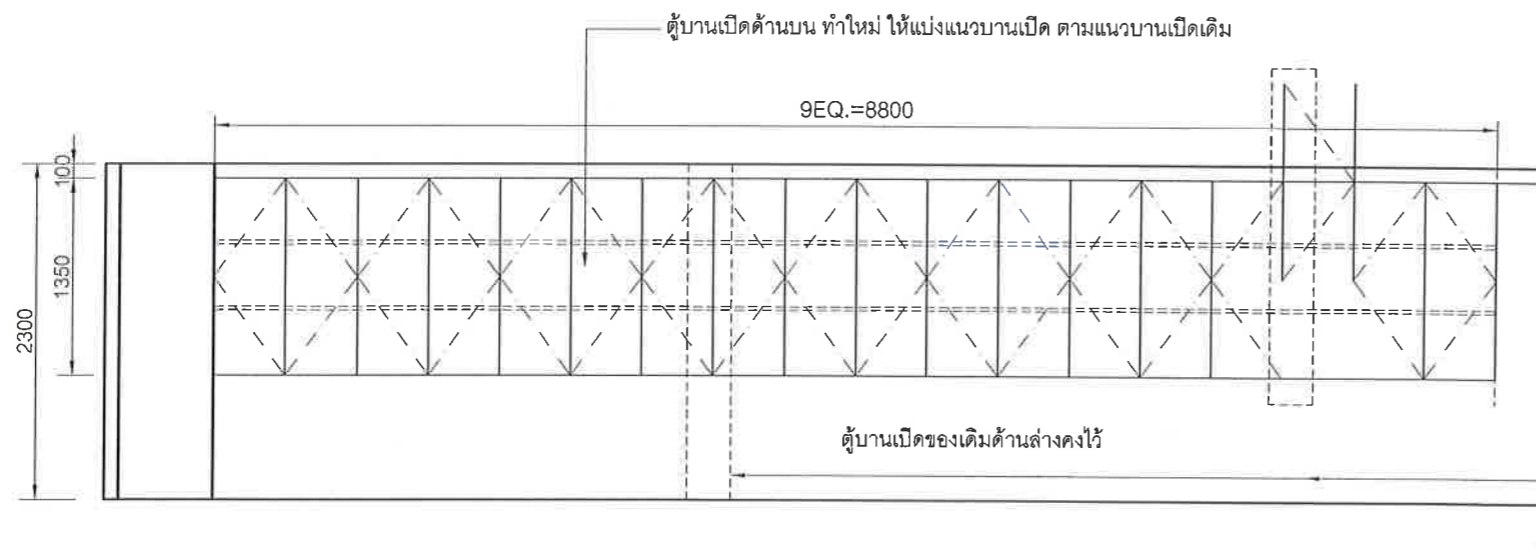 ตู้บานเปิดด้านบน ทำใหม่ ให้แบ่งแนวบานเปิด ตามแนวบานเปิดเดิม
9EQ.=8800
100
1350
2300
ตู้บานเปิดของเดิมด้านล่างคงไว้